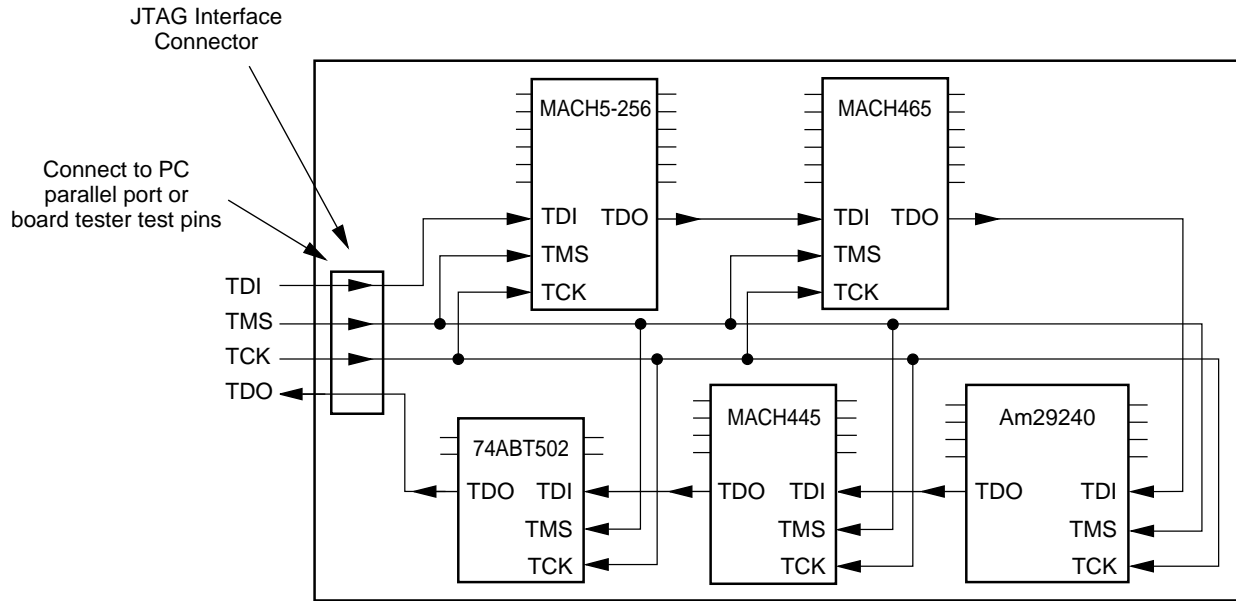 JTAG Interface
Connector
Connect to PC
parallel port or
board tester test pins
TDI
TMS
TCK
TDO
MACH5-256
TDI TDO
TMS
TCK
MACH465
TDI TDO
TMS
TCK
74ABT502
TDO TDI
TMS
TCK
MACH445
TDO TDI
TMS
TCK
Am29240
TDO TDI
TMS
TCK